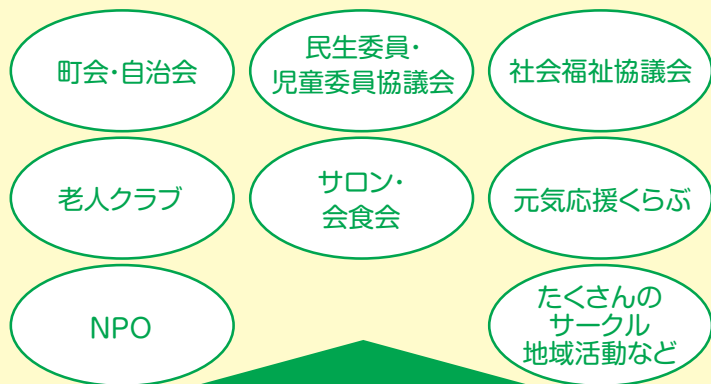 町会・自治会
民生委員・
児童委員協議会
社会福祉協議会
老人クラブ
サロン・
会食会
元気応援くらぶ
NPO
たくさんの
サークル
地域活動など